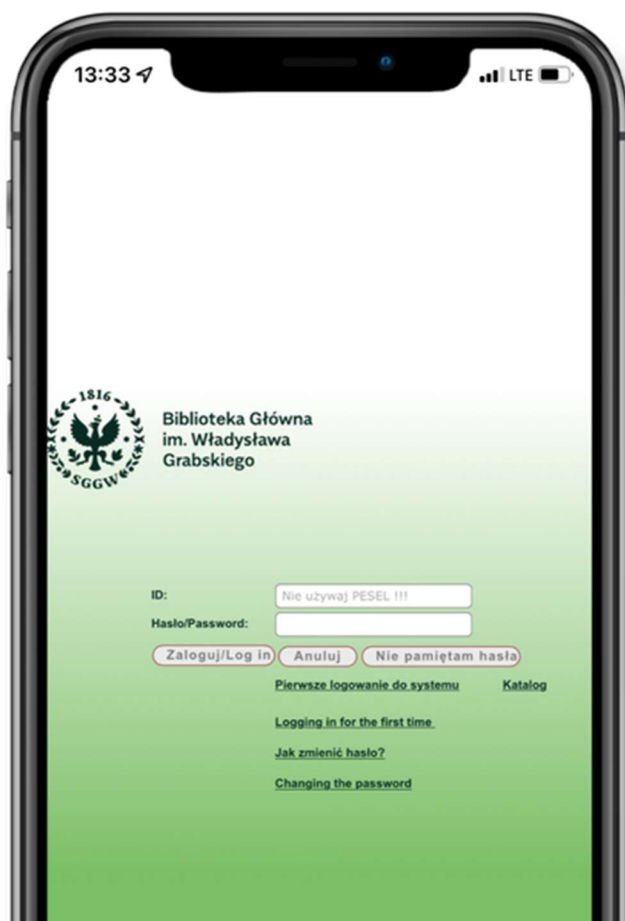 13:33
LTE
1816
SGGW
Biblioteka Główna
im. Władysława
Grabskiego
ID:
Nie używaj PESEL !!!
Hasło/Password:
Zaloguj/Log in Anuluj Nie pamiętam hasła
Pierwsze logowanie do systemu Katalog
Logging in for the first time
Jak zmienić hasło?
Changing the password